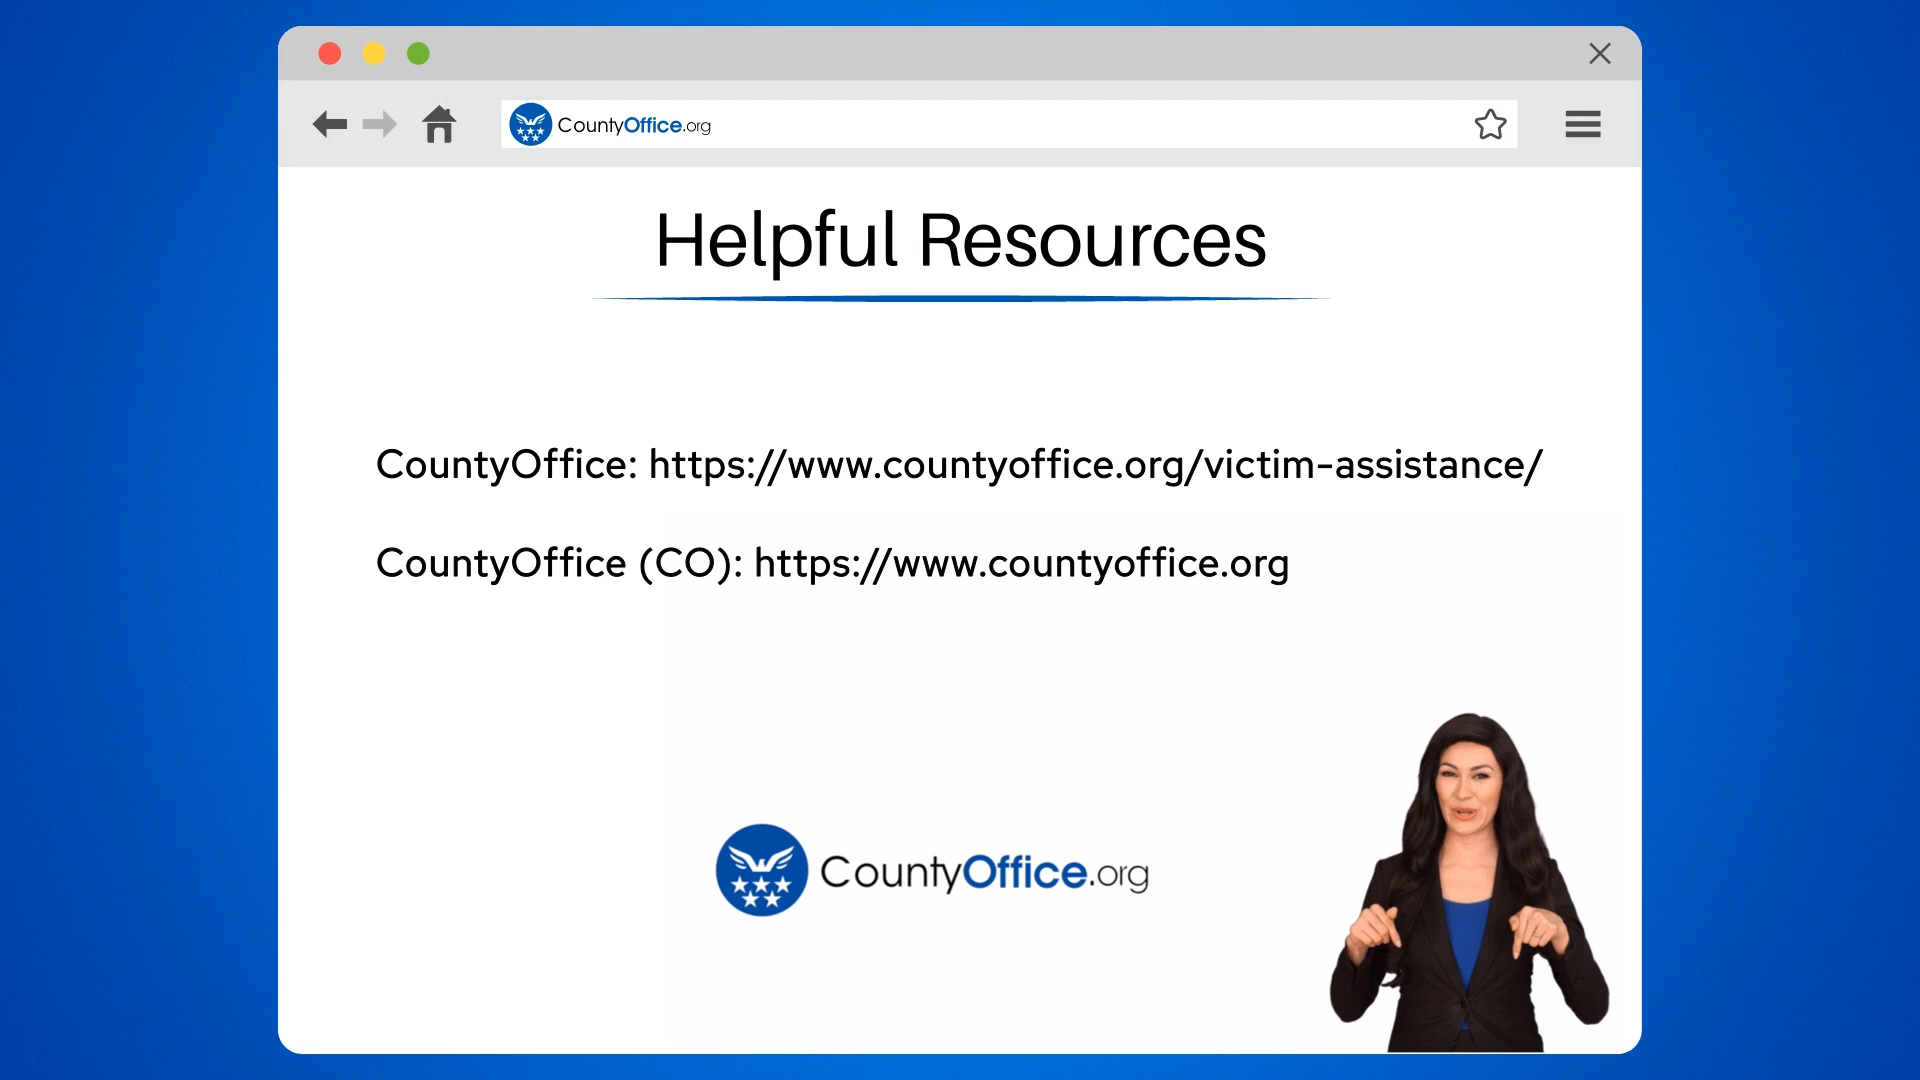 CountyOffice.org
Helpful Resources
CountyOffice: https://www.countyoffice.org/victim-assistance/
CountyOffice (CO): https://www.countyoffice.org
CountyOffice.org